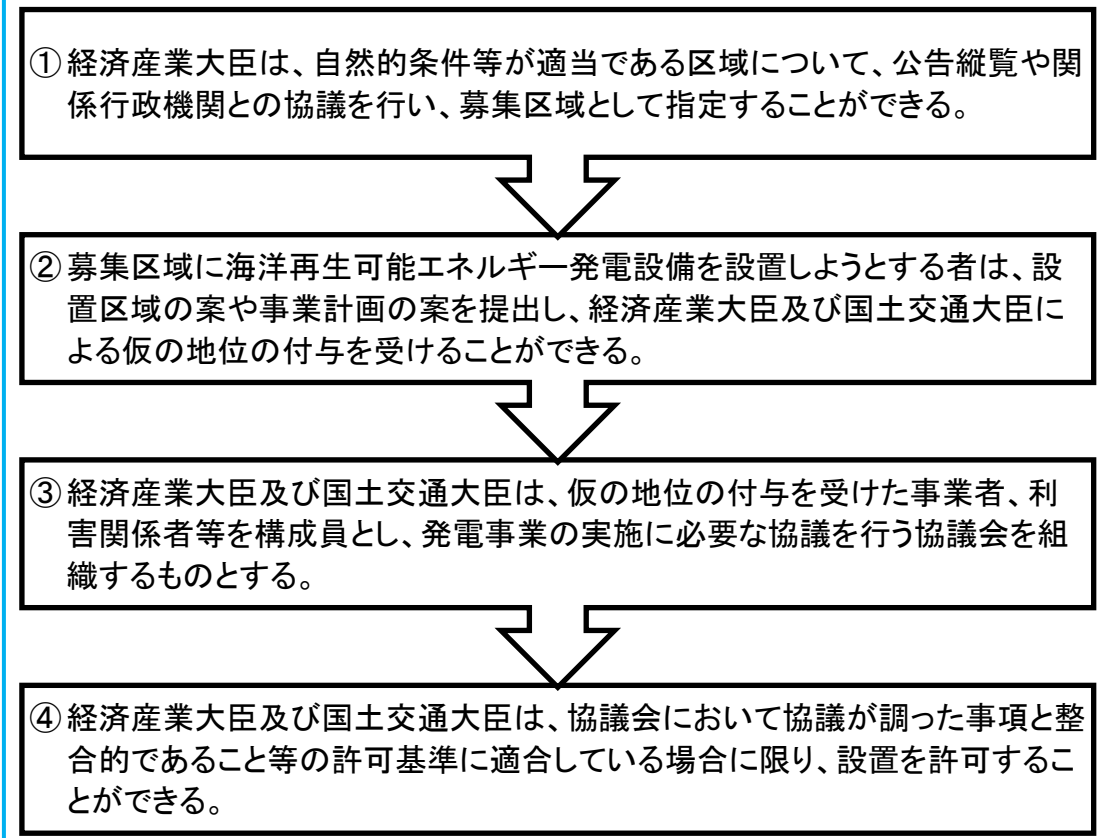 ①経済産業大臣は、自然的条件等が適当である区域について、公告縦覧や関
係行政機関との協議を行い、募集区域として指定することができる。
②募集区域に海洋再生可能エネルギー発電設備を設置しようとする者は、設
置区域の案や事業計画の案を提出し、経済産業大臣及び国土交通大臣に
よる仮の地位の付与を受けることができる。
③経済産業大臣及び国土交通大臣は、仮の地位の付与を受けた事業者、利
害関係者等を構成員とし、発電事業の実施に必要な協議を行う協議会を組
織するものとする。
④経済産業大臣及び国土交通大臣は、協議会において協議が調った事項と整
合的であること等の許可基準に適合している場合に限り、設置を許可するこ
とができる。